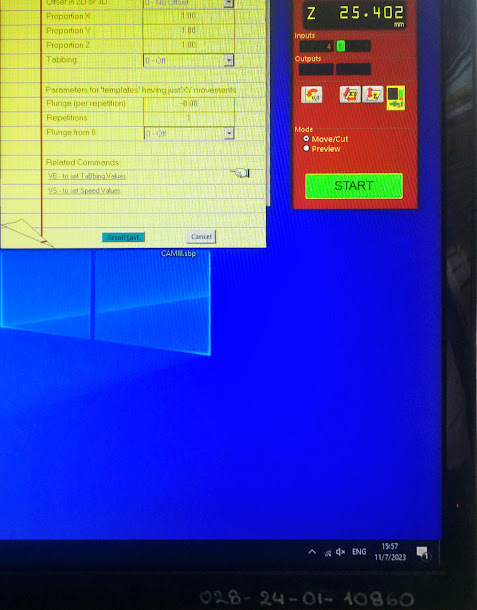 Offset in 2D or 3D
0 - No Offset
Proportion X
1.00
Proportion Y
1.00
Proportion Z
1.00
Tabbing
0 - Off
Parameters for 'templates' having just XY movements
Plunge (per repetition)
-0.00
Repetitions
1
Plunge from 0
0 - Off
Related Commands:
VB - to set TaBbing Values
VS - to set Speed Values
Recall Last
Cancel
CAMill.sbp
Z 25.402
mm
Inputs
4
Outputs
Mode
Move/Cut
Preview
START
ENG
15:57
11/7/2023
1
028-24-01-10860